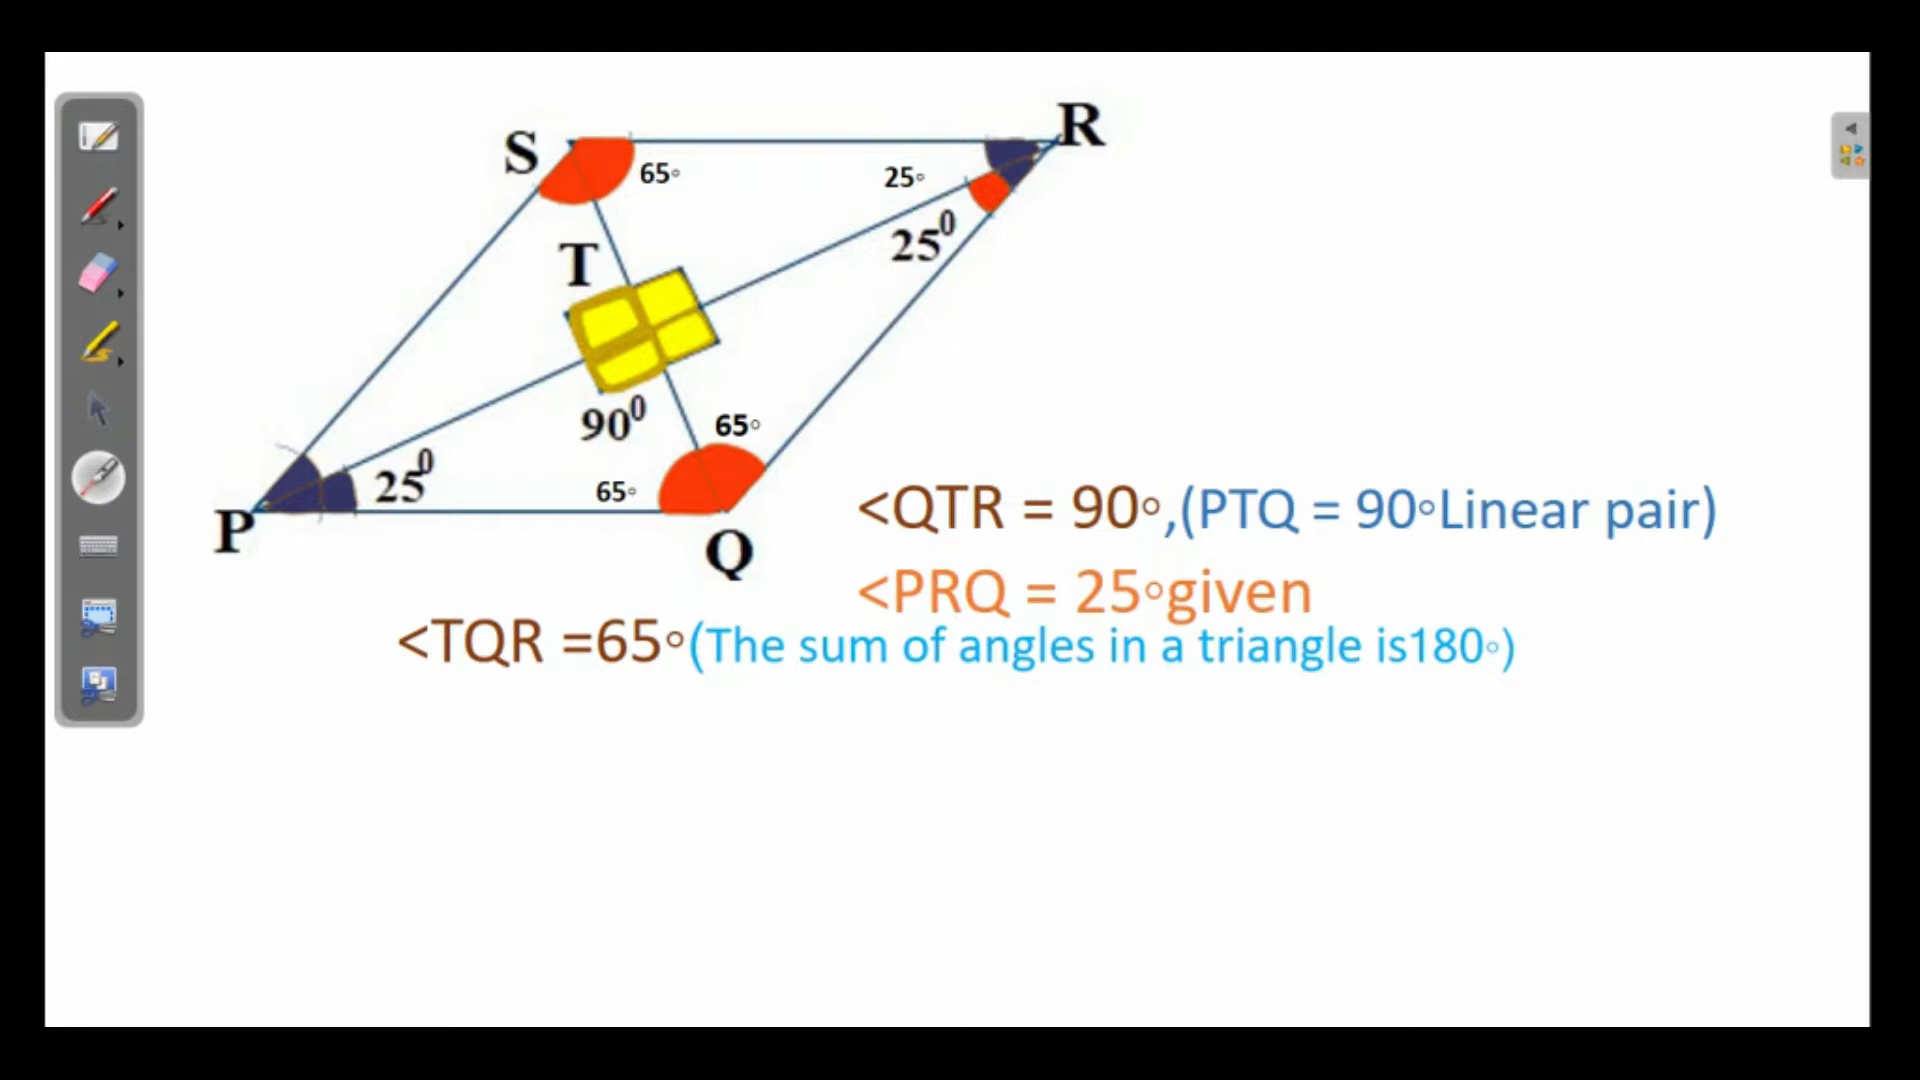 S
R
65°
25°
25⁰
T
90⁰
65°
25⁰
65°
P
Q
<QTR = 90°,(PTQ = 90°Linear pair)
<PRQ = 25°given
<TQR =65°(The sum of angles in a triangle is180°)